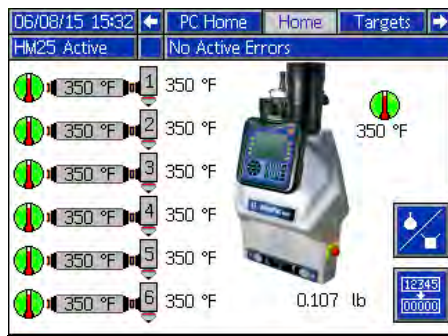 06/08/15 15:32 PC Home Home Targets
HM25 Active No Active Errors
350 °F 1 350 °F
350 °F 2 350 °F
350 °F
350 °F 3 350 °F
350 °F 4 350 °F
350 °F 5 350 °F
350 °F 6 350 °F
0.107 lb
12345
00000